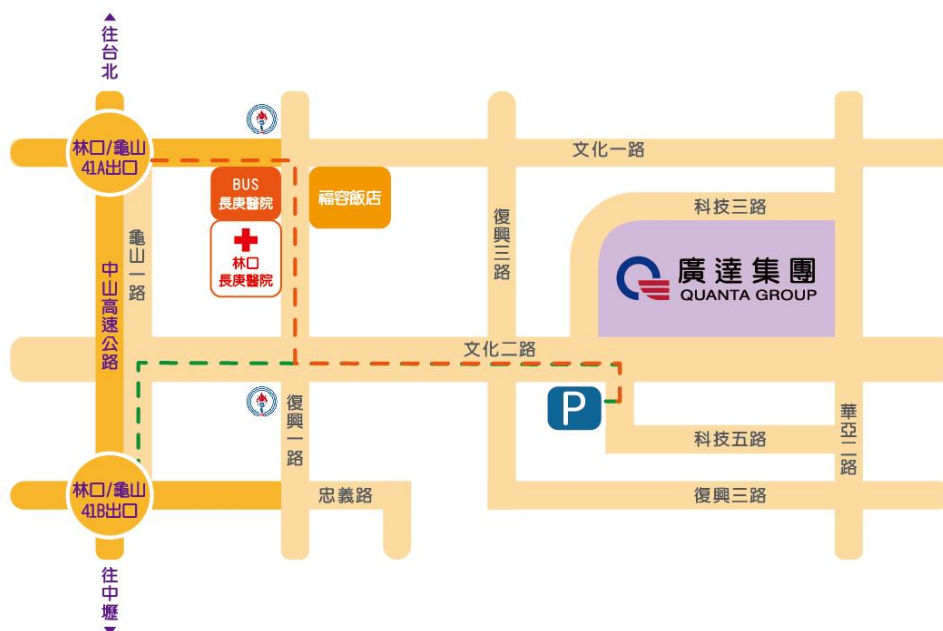 往台北
林口/龜山
41A出口
文化一路
BUS
長庚醫院
福容飯店
科技三路
林口
長庚醫院
龜山一路
復興三路
廣達集團
QUANTA GROUP
中山高速公路
文化二路
P
復興一路
華亞二路
科技五路
林口/龜山
41B出口
忠義路
復興三路
往中壢